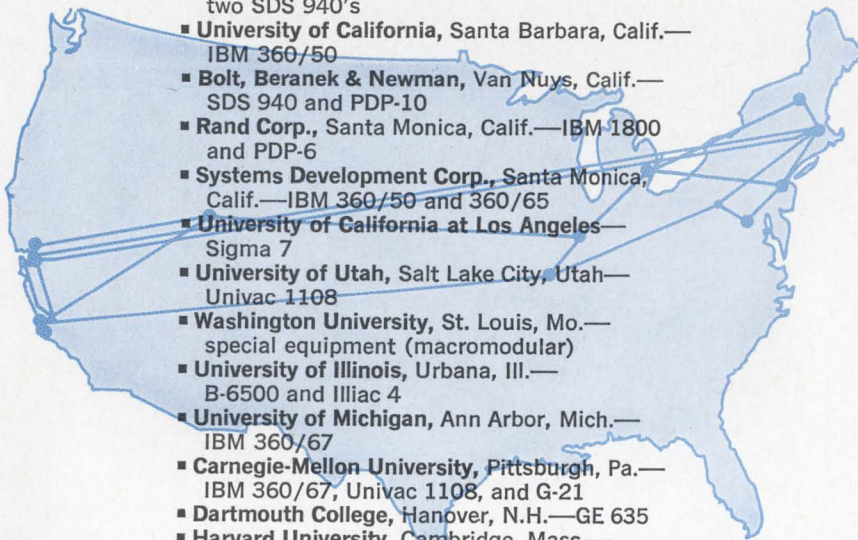 two SDS 940's
▪ University of California, Santa Barbara, Calif.—
IBM 360/50
▪ Bolt, Beranek & Newman, Van Nuys, Calif.—
SDS 940 and PDP-10
▪ Rand Corp., Santa Monica, Calif.—IBM 1800
and PDP-6
▪ Systems Development Corp., Santa Monica,
Calif.—IBM 360/50 and 360/65
▪ University of California at Los Angeles—
Sigma 7
▪ University of Utah, Salt Lake City, Utah—
Univac 1108
▪ Washington University, St. Louis, Mo.—
special equipment (macromodular)
▪ University of Illinois, Urbana, Ill.—
B-6500 and Illiac 4
▪ University of Michigan, Ann Arbor, Mich.—
IBM 360/67
▪ Carnegie-Mellon University, Pittsburgh, Pa.—
IBM 360/67, Univac 1108, and G-21
▪ Dartmouth College, Hanover, N.H.—GE 635
▪ Harvard University, Cambridge, Mass.—